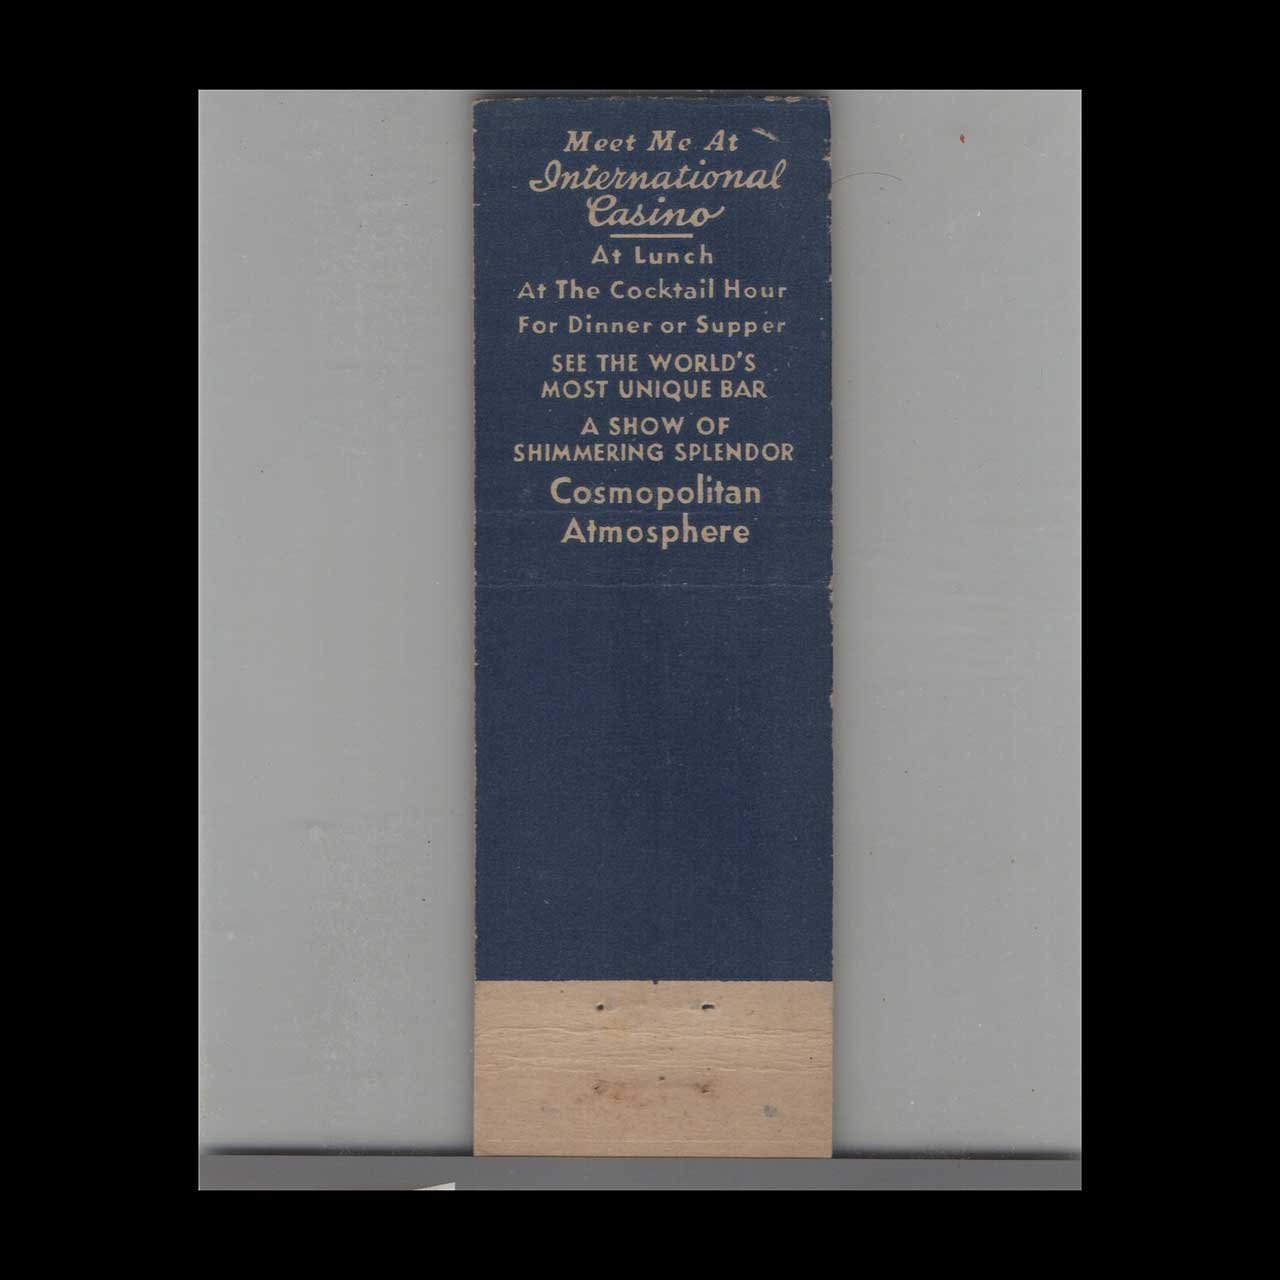 Meet Me At
International
Casino
At Lunch
At The Cocktail Hour
For Dinner or Supper
SEE THE WORLD'S
MOST UNIQUE BAR
A SHOW OF
SHIMMERING SPLENDOR
Cosmopolitan
Atmosphere